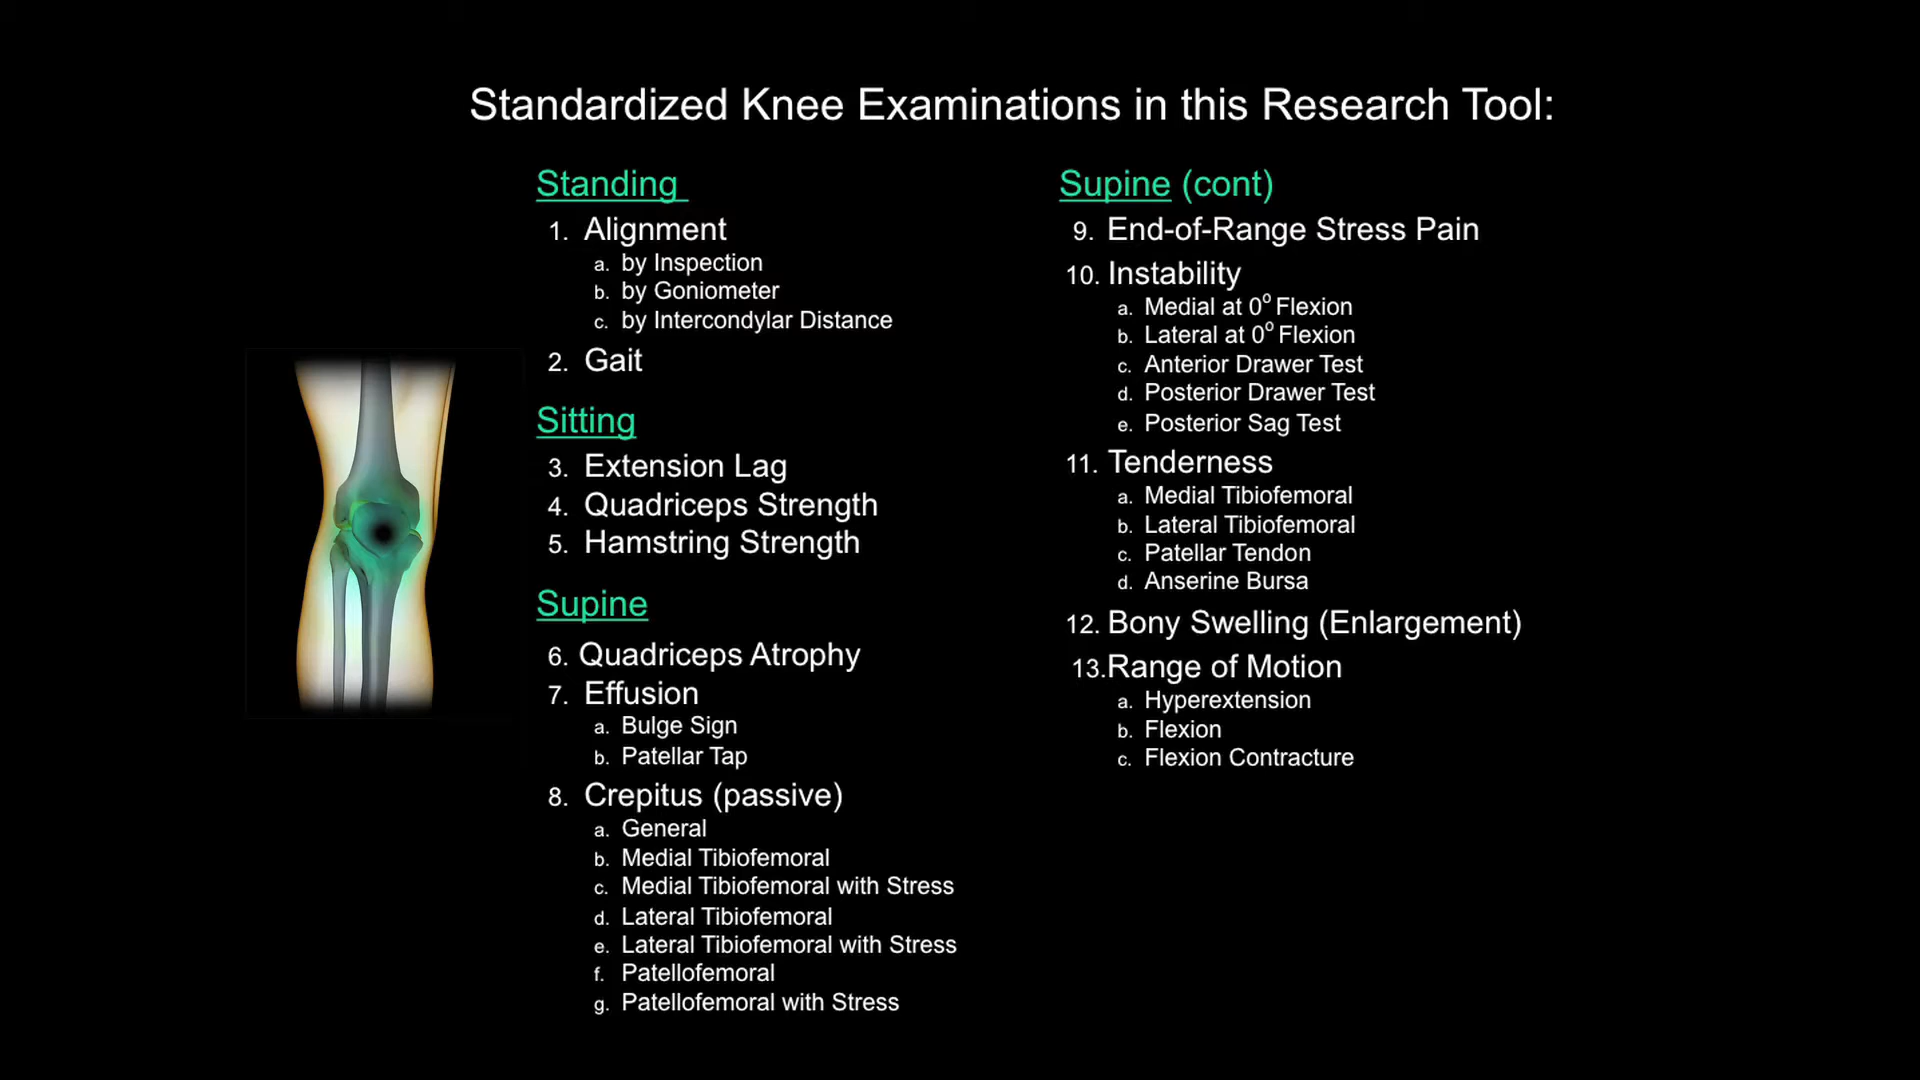 Standardized Knee Examinations in this Research Tool:
Standing
1. Alignment
a. by Inspection
b. by Goniometer
c. by Intercondylar Distance
2. Gait
Sitting
3. Extension Lag
4. Quadriceps Strength
5. Hamstring Strength
Supine
6. Quadriceps Atrophy
7. Effusion
a. Bulge Sign
b. Patellar Tap
8. Crepitus (passive)
a. General
b. Medial Tibiofemoral
c. Medial Tibiofemoral with Stress
d. Lateral Tibiofemoral
e. Lateral Tibiofemoral with Stress
f. Patellofemoral
g. Patellofemoral with Stress
Supine (cont)
9. End-of-Range Stress Pain
10. Instability
a. Medial at 0º Flexion
b. Lateral at 0º Flexion
c. Anterior Drawer Test
d. Posterior Drawer Test
e. Posterior Sag Test
11. Tenderness
a. Medial Tibiofemoral
b. Lateral Tibiofemoral
c. Patellar Tendon
d. Anserine Bursa
12. Bony Swelling (Enlargement)
13.Range of Motion
a. Hyperextension
b. Flexion
c. Flexion Contracture